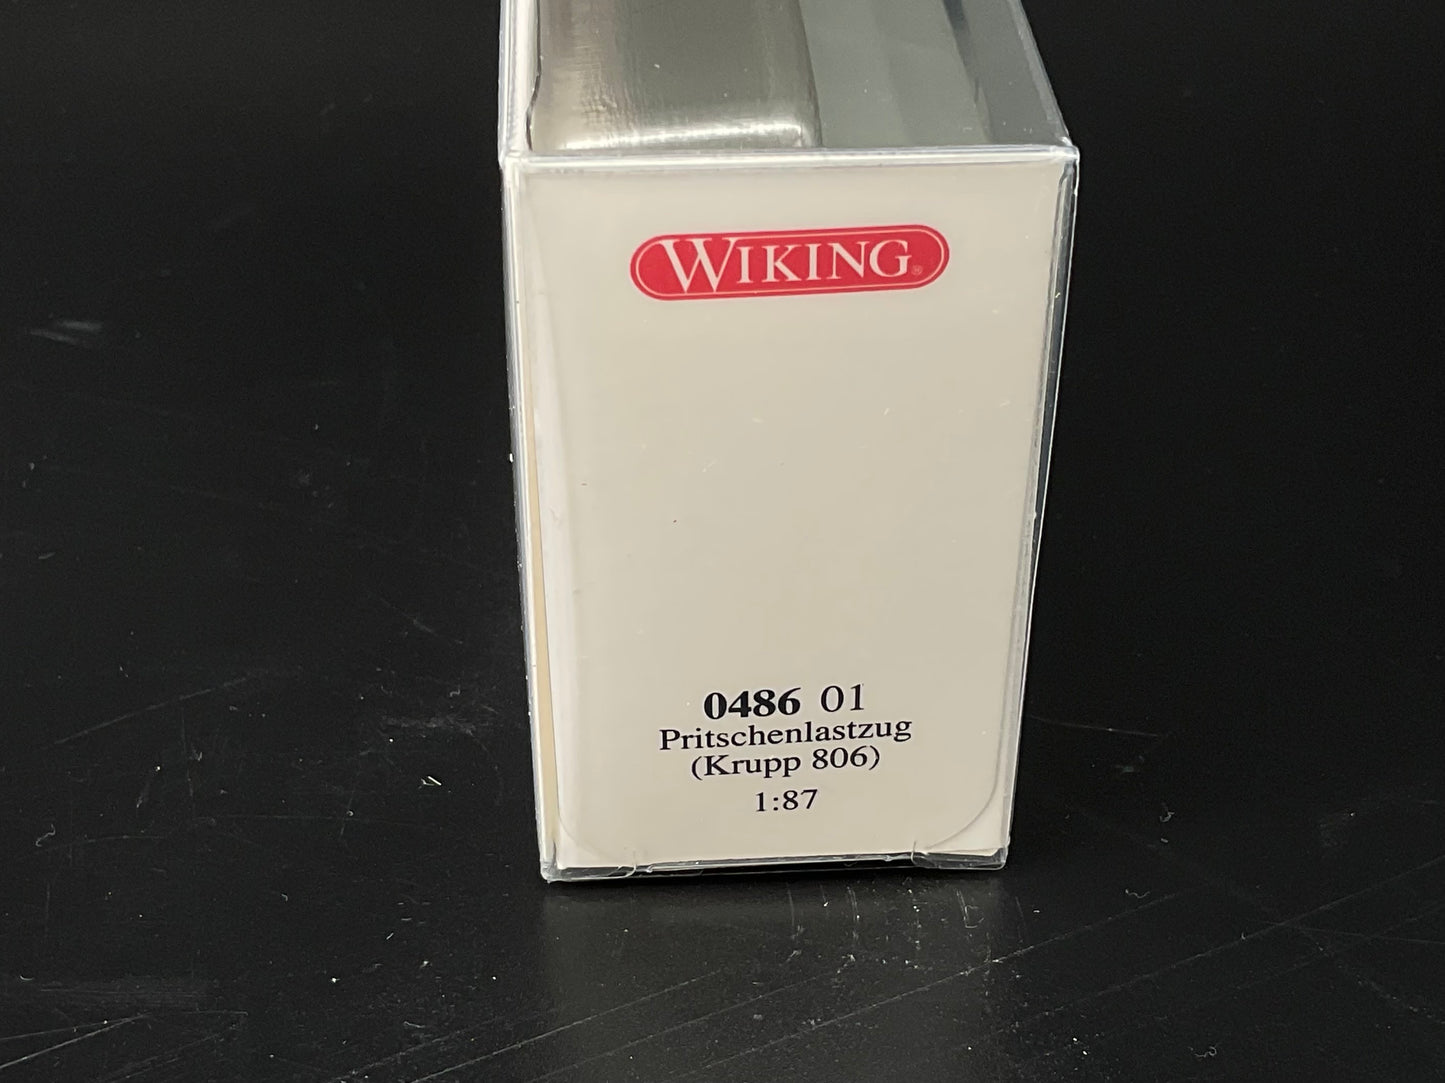 WIKING®
0486 01
Pritschenlastzug
(Krupp 806)
1:87